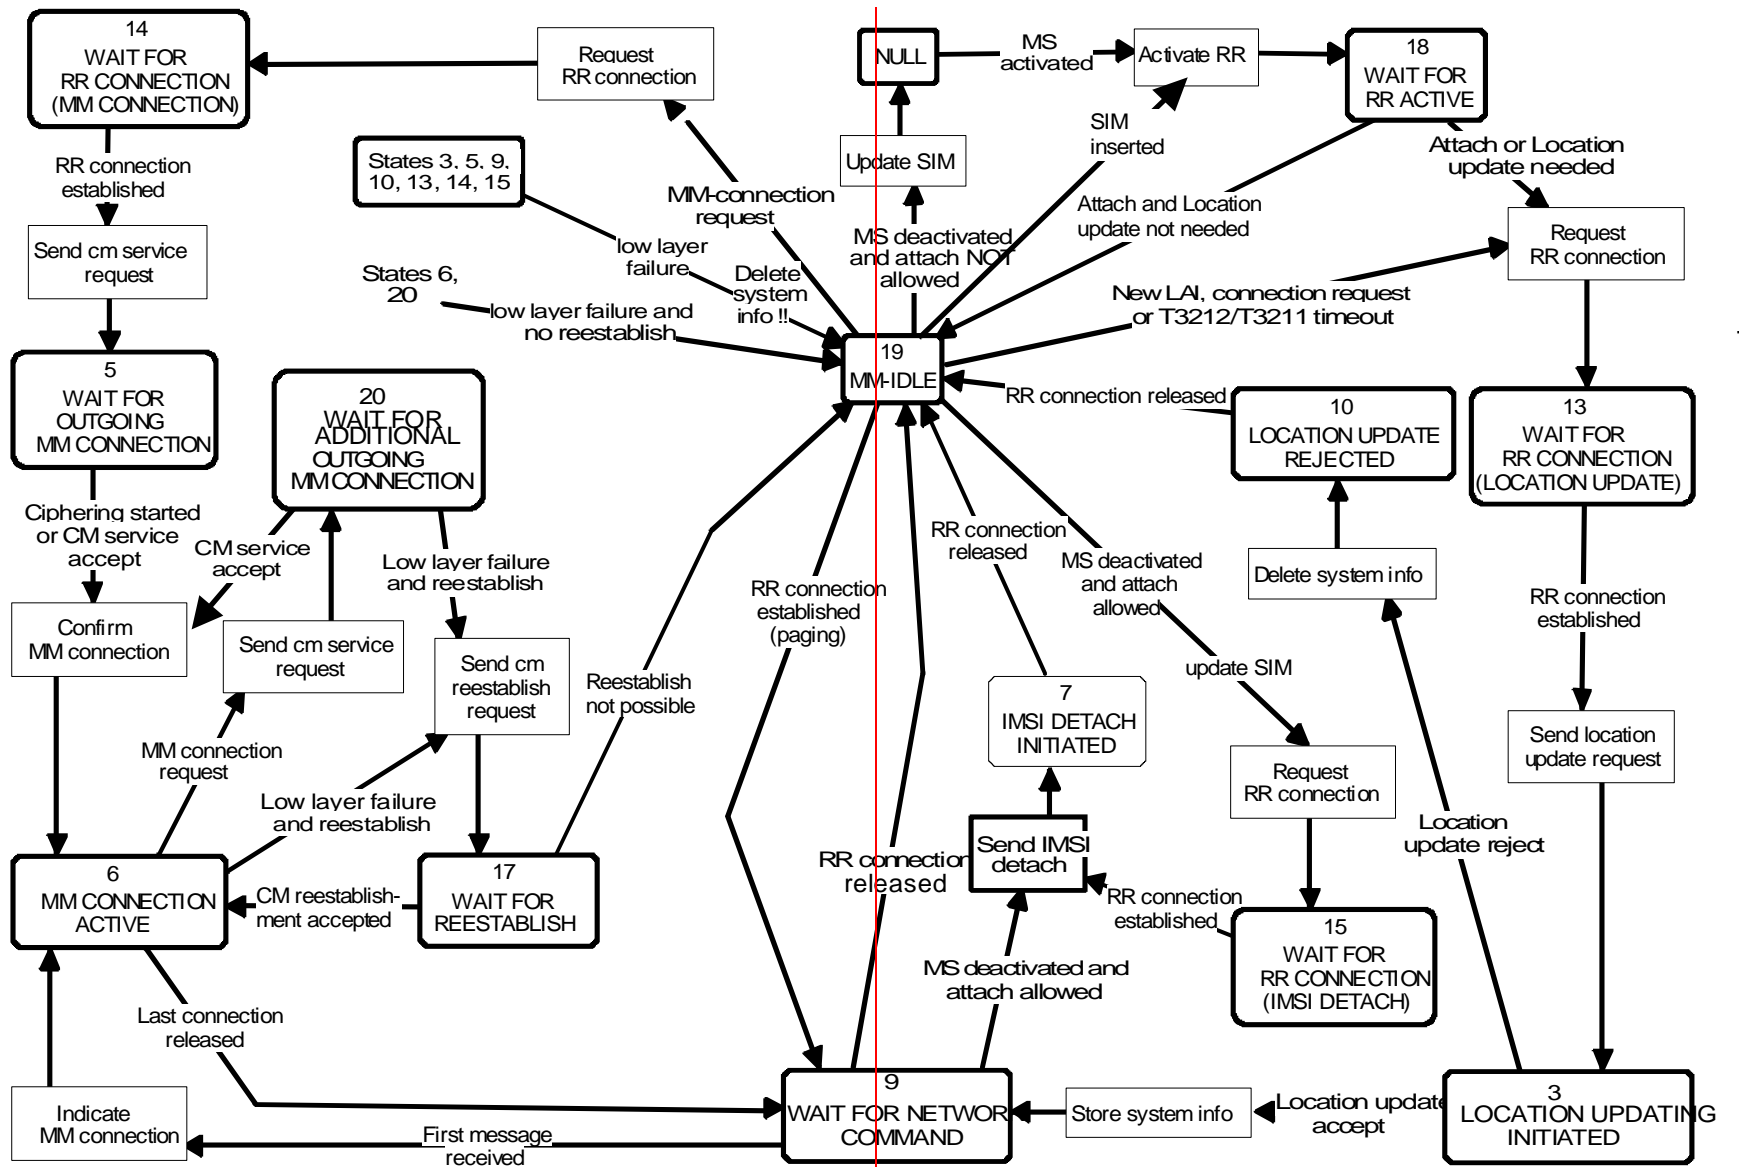 14
WAIT FOR
RR CONNECTION
(MM CONNECTION)
Request
RR connection
NULL
MS
activated
Activate RR
18
WAIT FOR
RR ACTIVE
RR connection
established
States 3, 5, 9,
10, 13, 14, 15
Update SIM
SIM
inserted
Attach or Location
update needed
MM-connection
request
Attach and Location
update not needed
Send cm service
request
low layer
failure
MS deactivated
and attach NOT
allowed
Request
RR connection
States 6,
20
Delete
system
info !!
low layer failure and
no reestablish
New LAI, connection request
or T3212/T3211 timeout
19
MM-IDLE
5
WAIT FOR
OUTGOING
MM CONNECTION
20
WAIT FOR
ADDITIONAL
OUTGOING
MM CONNECTION
RR connection released
10
LOCATION UPDATE
REJECTED
13
WAIT FOR
RR CONNECTION
(LOCATION UPDATE)
Ciphering started
or CM service
accept
CM service
accept
Low layer failure
and reestablish
RR connection
released
MS deactivated
and attach
allowed
Delete system info
RR connection
established
(paging)
RR connection
established
Confirm
MM connection
Send cm service
request
Send cm
reestablish
request
Reestablish
not possible
update SIM
7
IMSI DETACH
INITIATED
MM connection
request
Request
RR connection
Send location
update request
Low layer failure
and reestablish
Send IMSI
detach
Location
update reject
6
MM CONNECTION
ACTIVE
CM reestablish-
ment accepted
17
WAIT FOR
REESTABLISH
RR connection
released
RR connection
established
15
WAIT FOR
RR CONNECTION
(IMSI DETACH)
MS deactivated and
attach allowed
Last connection
released
Indicate
MM connection
First message
received
9
WAIT FOR NETWOR
COMMAND
Store system info
Location update
accept
3
LOCATION UPDATING
INITIATED